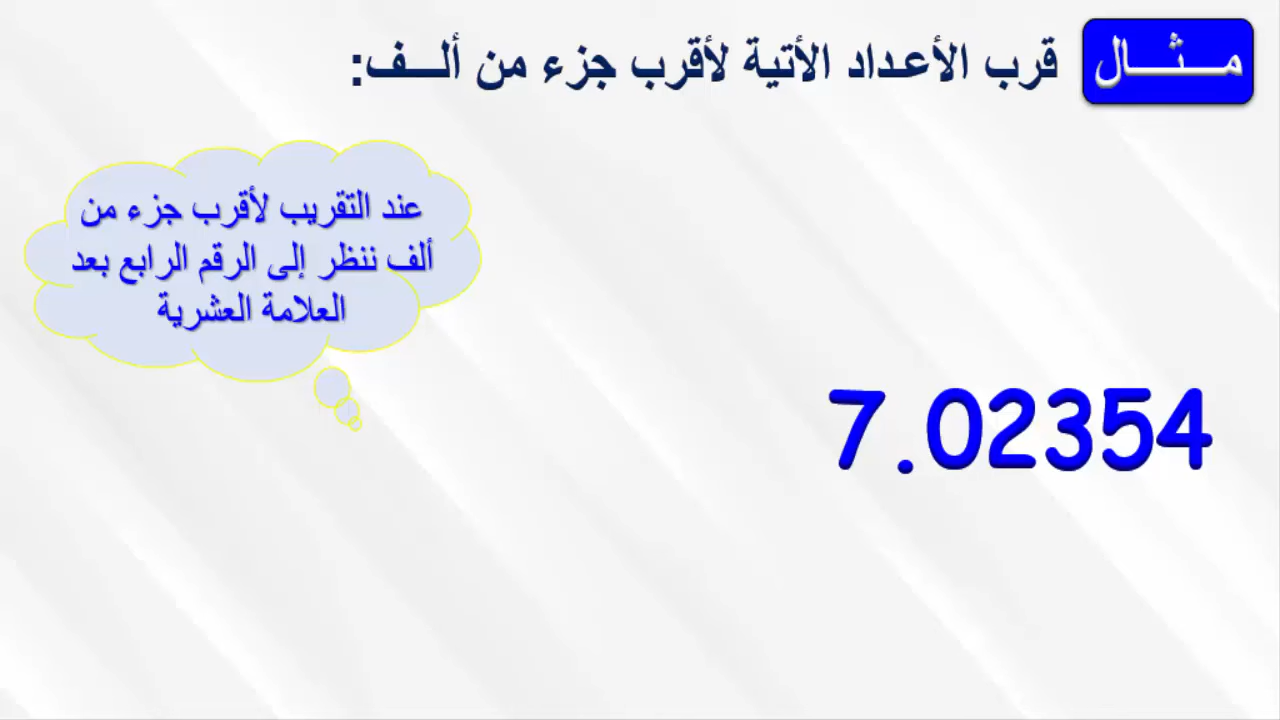 مـــثـــال قرب الأعداد الأتية لأقرب جزء من ألـــف:
عند التقريب لأقرب جزء من
ألف ننظر إلى الرقم الرابع بعد
العلامة العشرية
7.02354